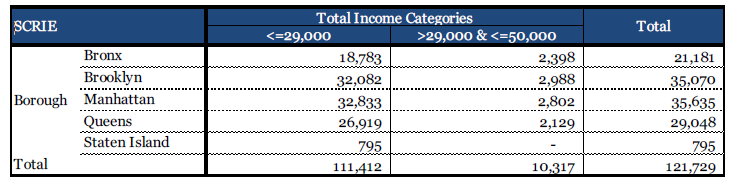 SCRIE Total Income Categories Total
<=29,000 >29,000 & <=50,000
Bronx 18,783 2,398 21,181
Brooklyn 32,082 2,988 35,070
Borough Manhattan 32,833 2,802 35,635
Queens 26,919 2,129 29,048
Staten Island 795 - 795
Total 111,412 10,317 121,729